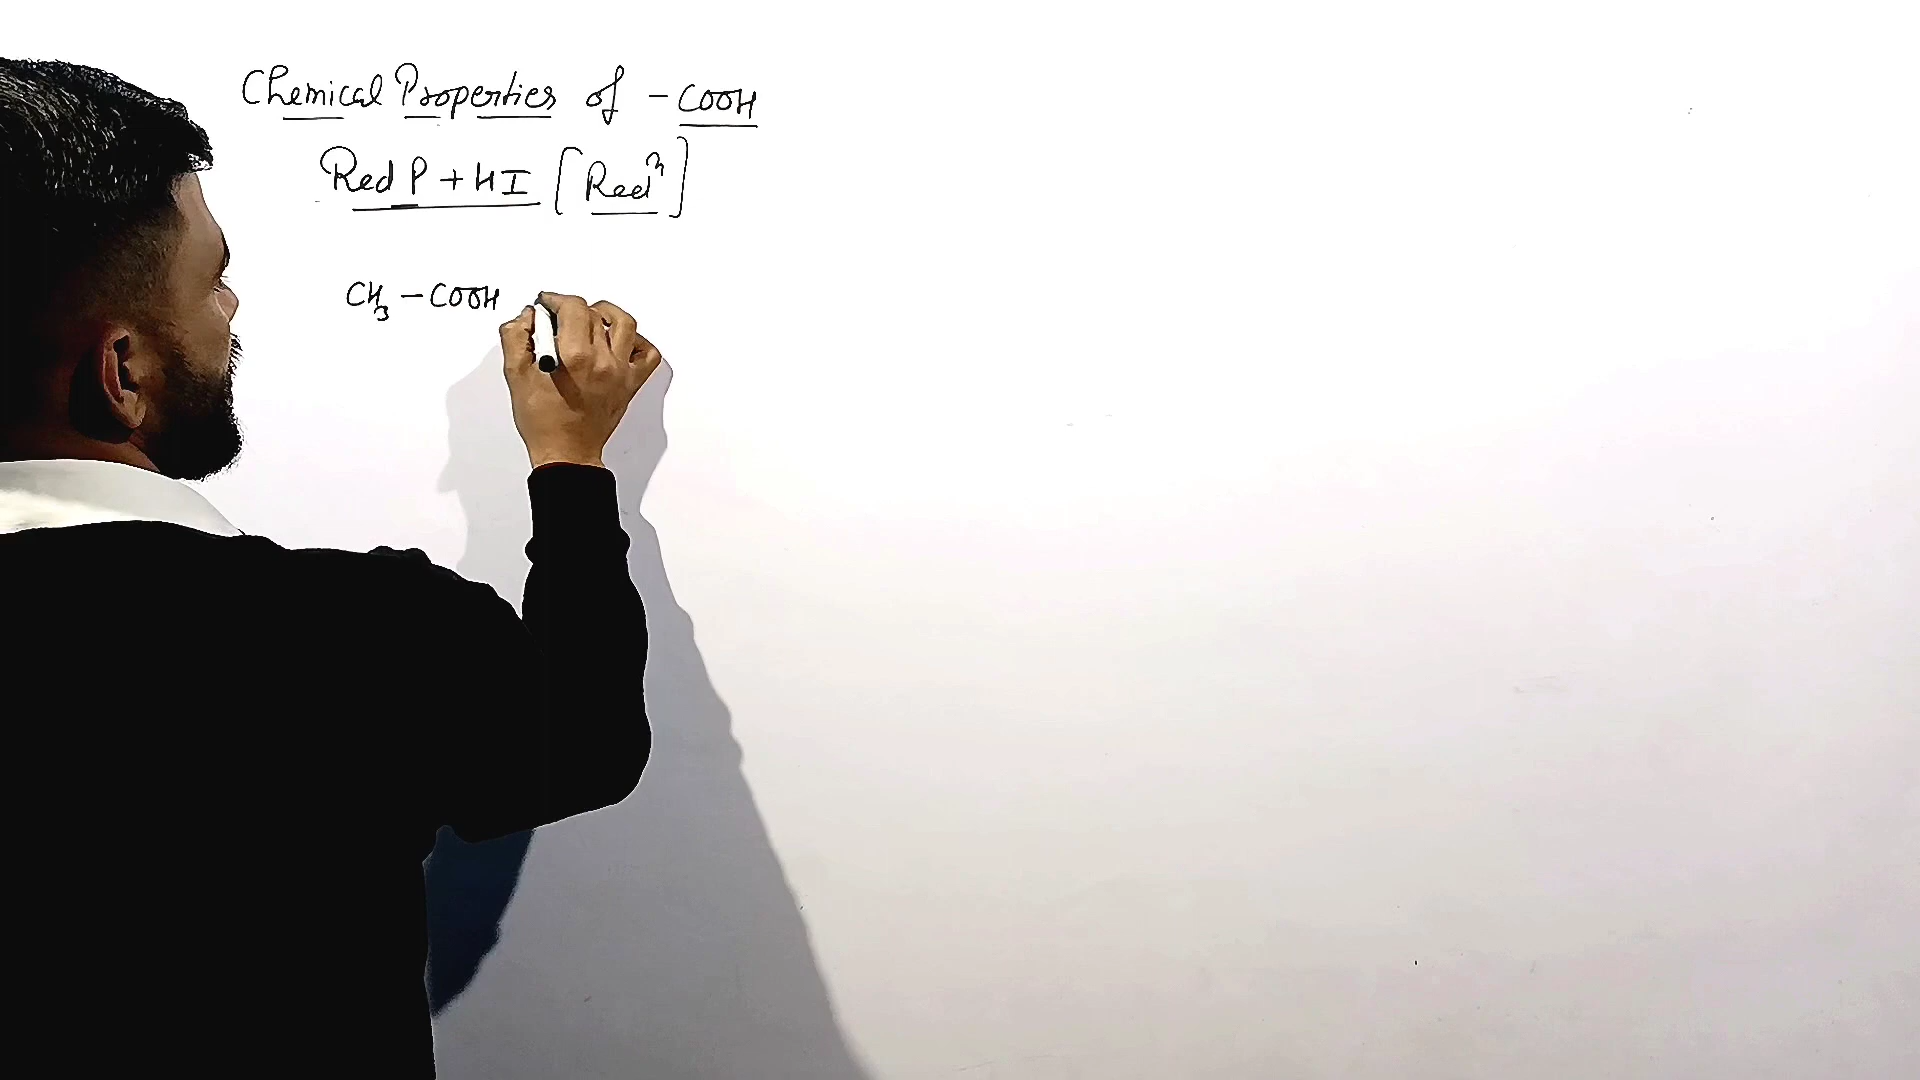 Chemical Properties of -COOH
Red P + HI [Redⁿ]
CH₃-COOH